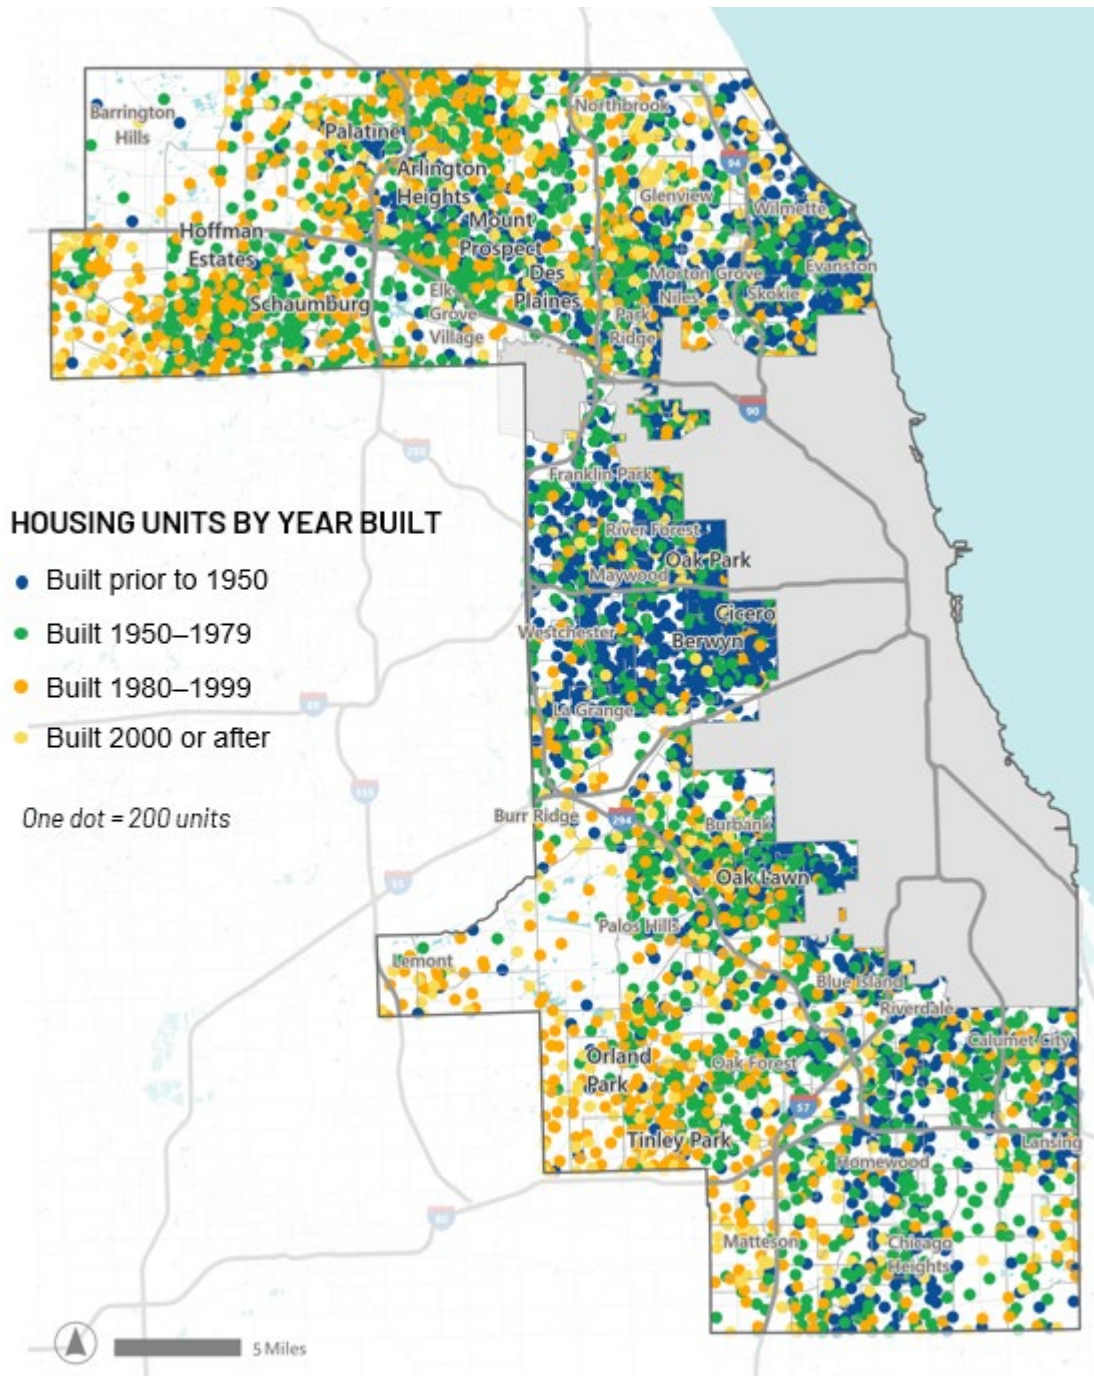 Barrington
Hills
Palatine
Northbrook
94
Arlington
Heights
Glenview
Wilmette
Hoffman
Estates
Mount
Prospect
Des
Plaines
Morton Grove
Evanston
Niles
Skokie
Schaumburg
Elk
Grove
Village
Park
Ridge
90
290
Franklin Park
HOUSING UNITS BY YEAR BUILT
River Forest
Oak Park
Built prior to 1950
Maywood
Cicero
Built 1950–1979
Westchester
Berwyn
Built 1980–1999
88
La Grange
Built 2000 or after
355
One dot = 200 units
Burr Ridge
294
Burbank
55
Oak Lawn
Palos Hills
Lemont
Blue Island
Riverdale
Calumet City
Orland
Park
Oak Forest
57
Tinley Park
Lansing
Homewood
80
Matteson
Chicago
Heights
5 Miles